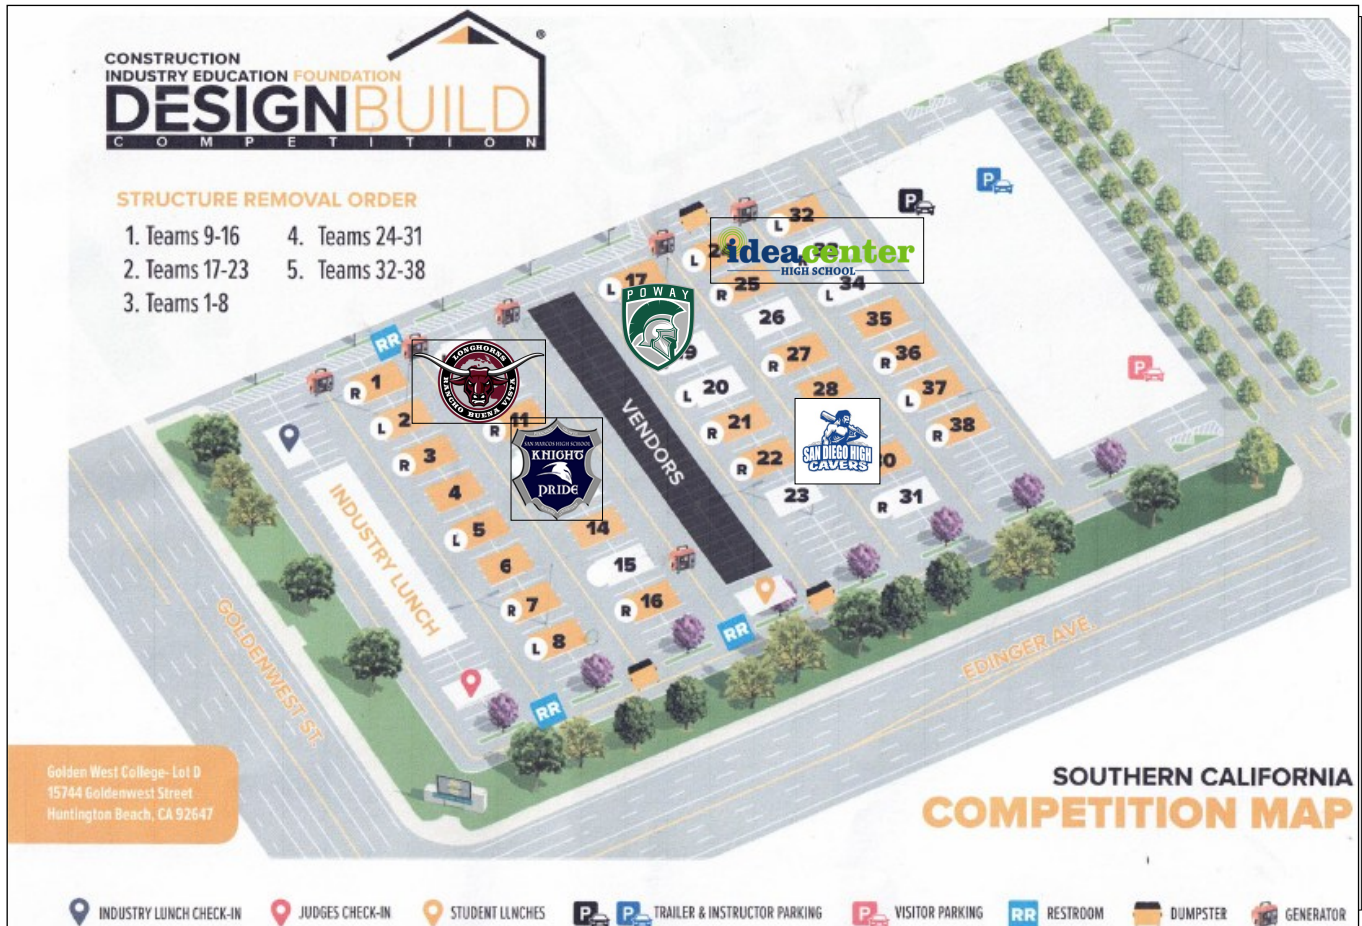 CONSTRUCTION
INDUSTRY EDUCATION FOUNDATION
DESIGNBUILD
®
COMPETITION
STRUCTURE REMOVAL ORDER
1. Teams 9-16
2. Teams 17-23
3. Teams 1-8
4. Teams 24-31
5. Teams 32-38
P
P
P
RR
RR
RR
L 32
L 24
ideacenter
HIGH SCHOOL
R 25
L 34
26
35
R 27
R 36
28
L 37
R 38
SAN DIEGO HIGH
CAVERS
30
R 31
L 17
POWAY
L 20
R 21
R 22
23
VENDORS
LONGHORNS
RANCHO BUENA VISTA
R 11
SAN MARCOS HIGH SCHOOL
KNIGHT
PRIDE
14
15
R 16
R 1
L 2
R 3
4
L 5
6
R 7
L 8
INDUSTRY LUNCH
GOLDENWEST ST.
EDINGER AVE.
Golden West College- Lot D
15744 Goldenwest Street
Huntington Beach, CA 92647
SOUTHERN CALIFORNIA
COMPETITION MAP
INDUSTRY LUNCH CHECK-IN
JUDGES CHECK-IN
STUDENT LUNCHES
P P TRAILER & INSTRUCTOR PARKING
P VISITOR PARKING
RR RESTROOM
DUMPSTER
GENERATOR